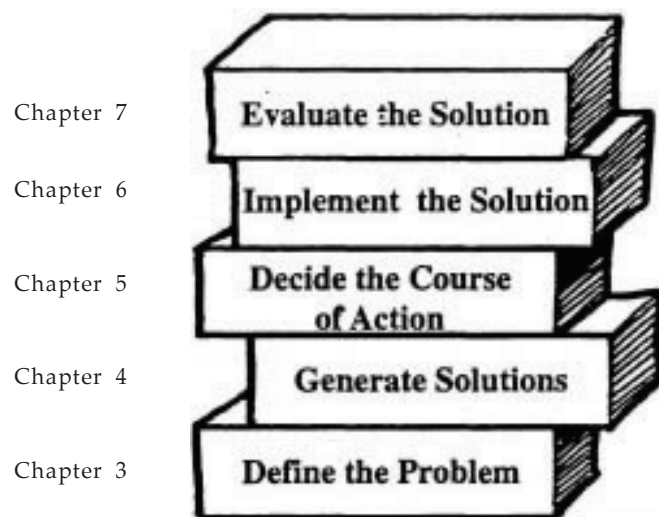 Chapter 7
Evaluate the Solution
Chapter 6
Implement the Solution
Chapter 5
Decide the Course
of Action
Chapter 4
Generate Solutions
Chapter 3
Define the Problem